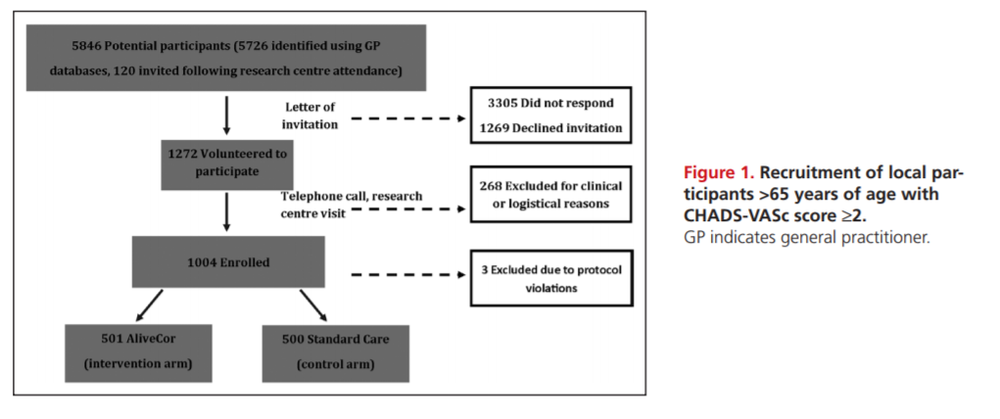 5846 Potential participants (5726 identified using GP
databases, 120 invited following research centre attendance)
Letter of
invitation
3305 Did not respond
1269 Declined invitation
1272 Volunteered to
participate
Telephone call, research
centre visit
268 Excluded for clinical
or logistical reasons
1004 Enrolled
3 Excluded due to protocol
violations
501 AliveCor
(intervention arm)
500 Standard Care
(control arm)
Figure 1. Recruitment of local par-
ticipants >65 years of age with
CHADS-VASc score ≥2.
GP indicates general practitioner.